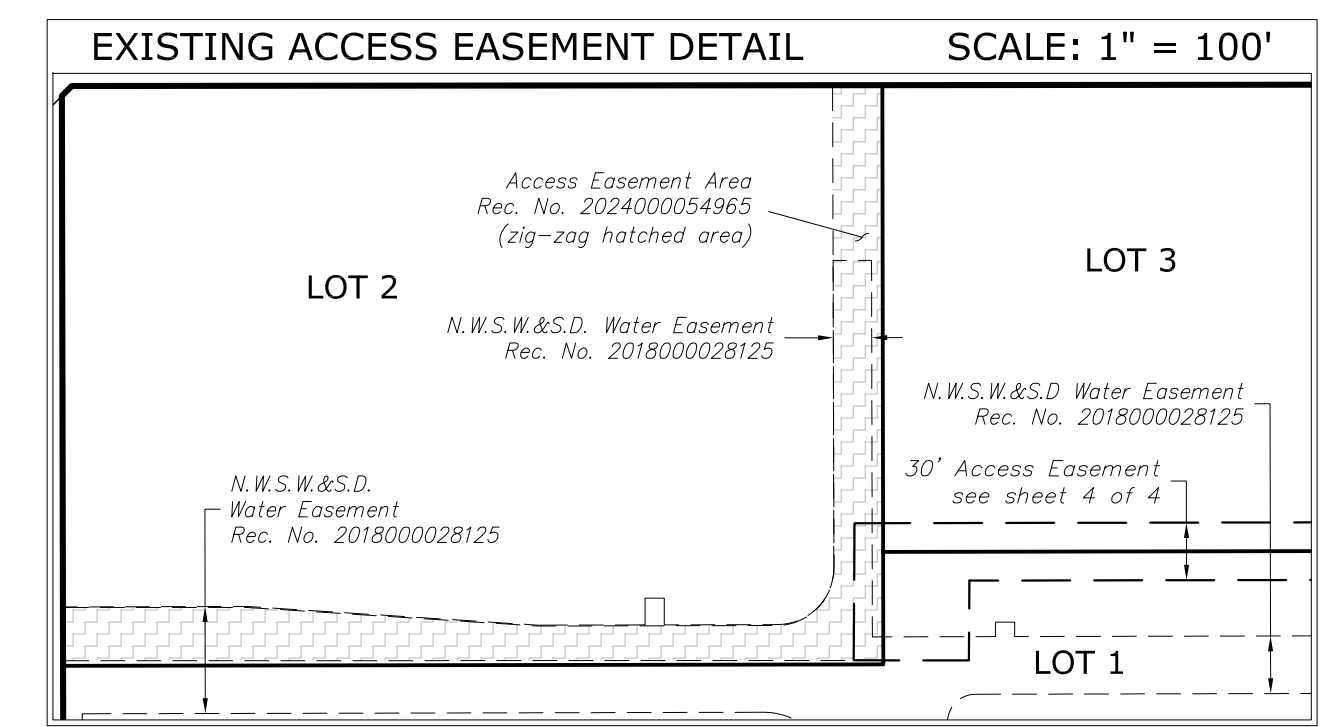 EXISTING ACCESS EASEMENT DETAIL
SCALE: 1" = 100'
Access Easement Area
Rec. No. 2024000054965
(zig-zag hatched area)
LOT 2
LOT 3
N.W.S.W.&S.D. Water Easement
Rec. No. 2018000028125
N.W.S.W.&S.D Water Easement
Rec. No. 2018000028125
30' Access Easement
see sheet 4 of 4
N.W.S.W.&S.D.
Water Easement
Rec. No. 2018000028125
LOT 1